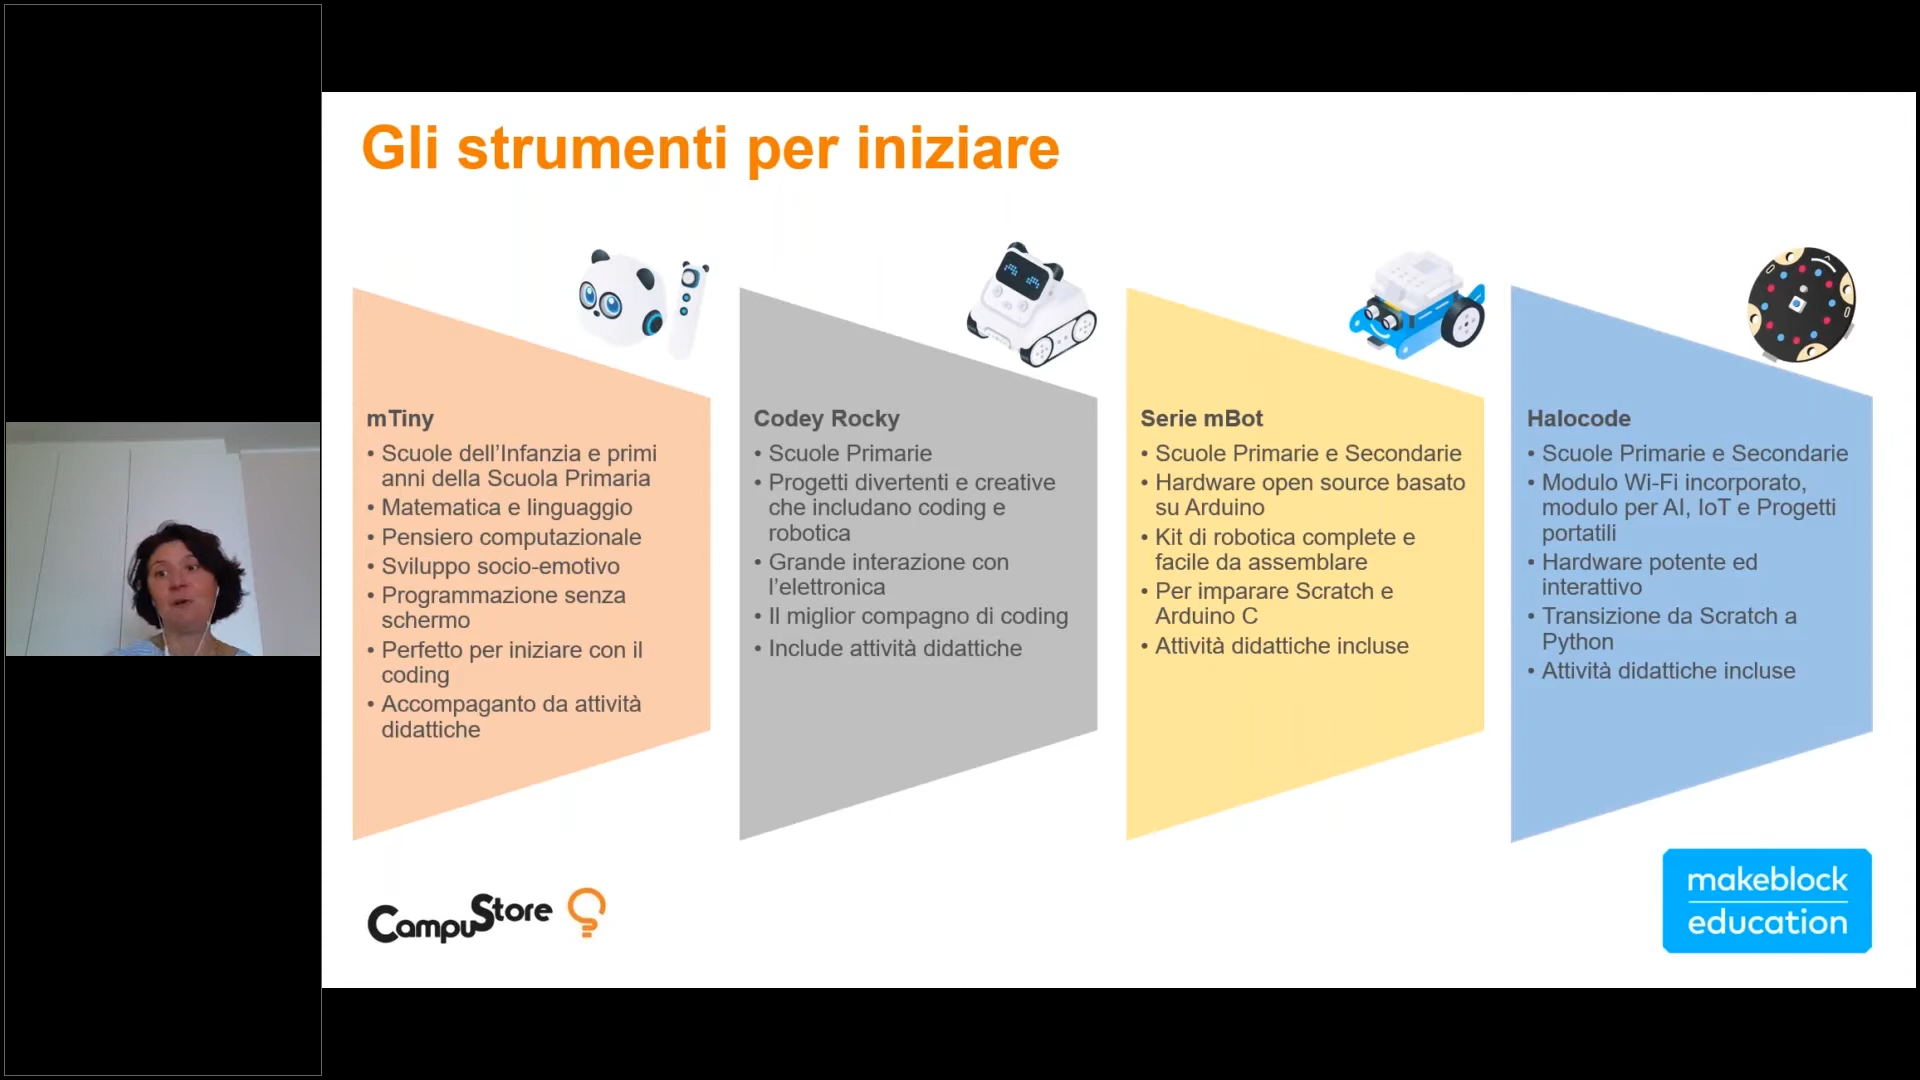 Gli strumenti per iniziare
mTiny
• Scuole dell’Infanzia e primi
anni della Scuola Primaria
• Matematica e linguaggio
• Pensiero computazionale
• Sviluppo socio-emotivo
• Programmazione senza
schermo
• Perfetto per iniziare con il
coding
• Accompaganto da attività
didattiche
Codey Rocky
• Scuole Primarie
• Progetti divertenti e creative
che includano coding e
robotica
• Grande interazione con
l’elettronica
• Il miglior compagno di coding
• Include attività didattiche
Serie mBot
• Scuole Primarie e Secondarie
• Hardware open source basato
su Arduino
• Kit di robotica complete e
facile da assemblare
• Per imparare Scratch e
Arduino C
• Attività didattiche incluse
Halocode
• Scuole Primarie e Secondarie
• Modulo Wi-Fi incorporato,
modulo per AI, IoT e Progetti
portatili
• Hardware potente ed
interattivo
• Transizione da Scratch a
Python
• Attività didattiche incluse
CampuStore
makeblock
education